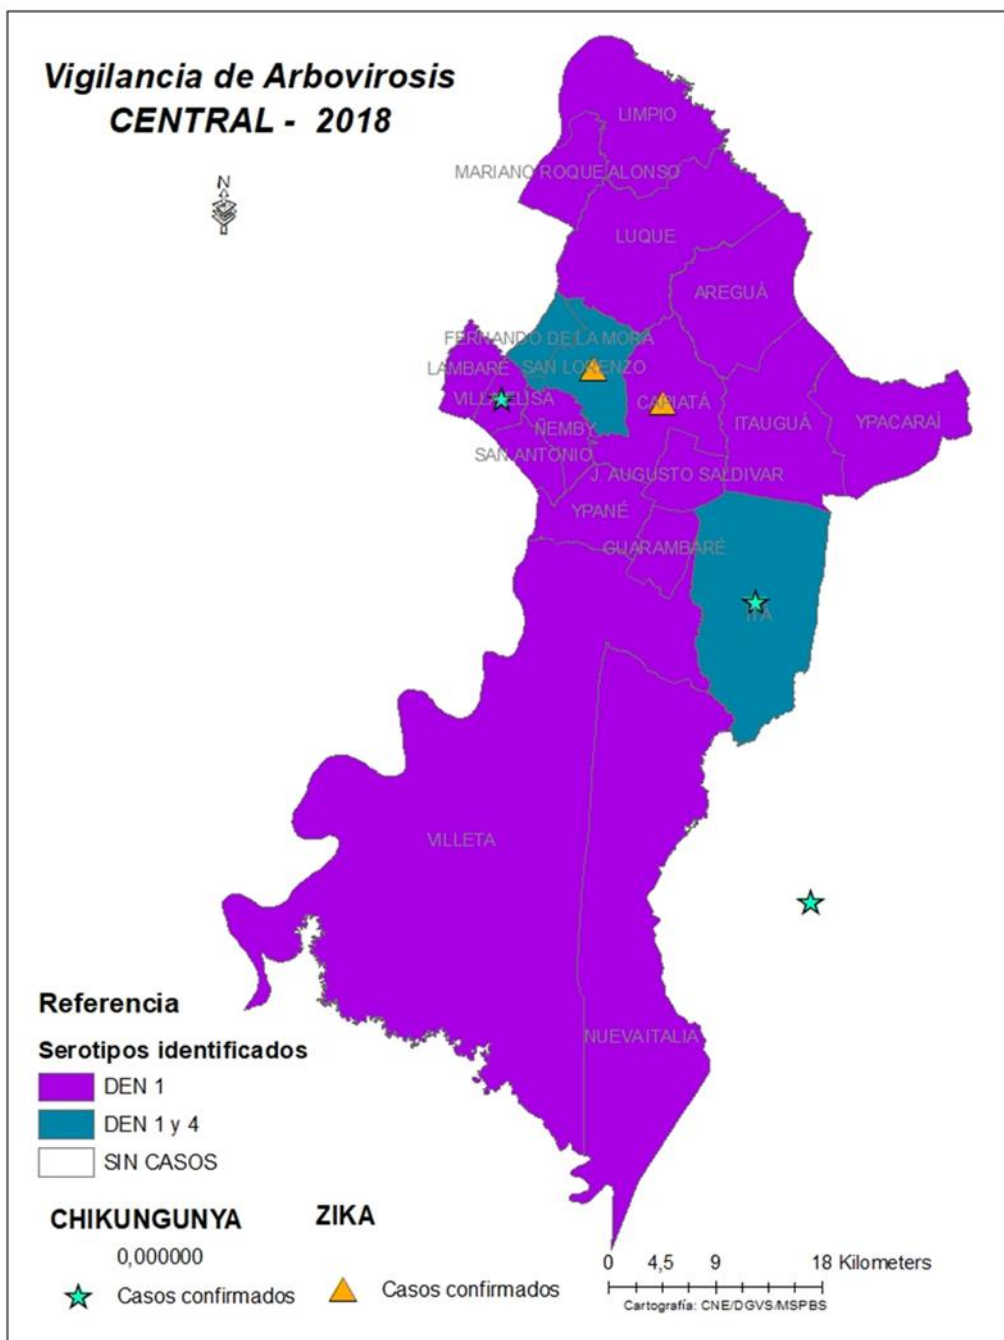 Vigilancia de Arbovirosis
CENTRAL - 2018
N
LIMPIO
MARIANO ROQUE ALONSO
LUQUE
AREGUÁ
FERNANDO DE LA MORA
LAMBARÉ
SAN LORENZO
VILLA ELISA
CAPIATÁ
ITAUGUÁ
YPACARAÍ
ÑEMBY
SAN ANTONIO
J. AUGUSTO SALDIVAR
YPANÉ
GUARAMBARÉ
ITA
VILLETA
NUEVA ITALIA
Referencia
Serotipos identificados
DEN 1
DEN 1 y 4
SIN CASOS
CHIKUNGUNYA
0,000000
Casos confirmados
ZIKA
Casos confirmados
0 4,5 9 18 Kilometers
Cartografía: CNE/DGVS/MSPBS